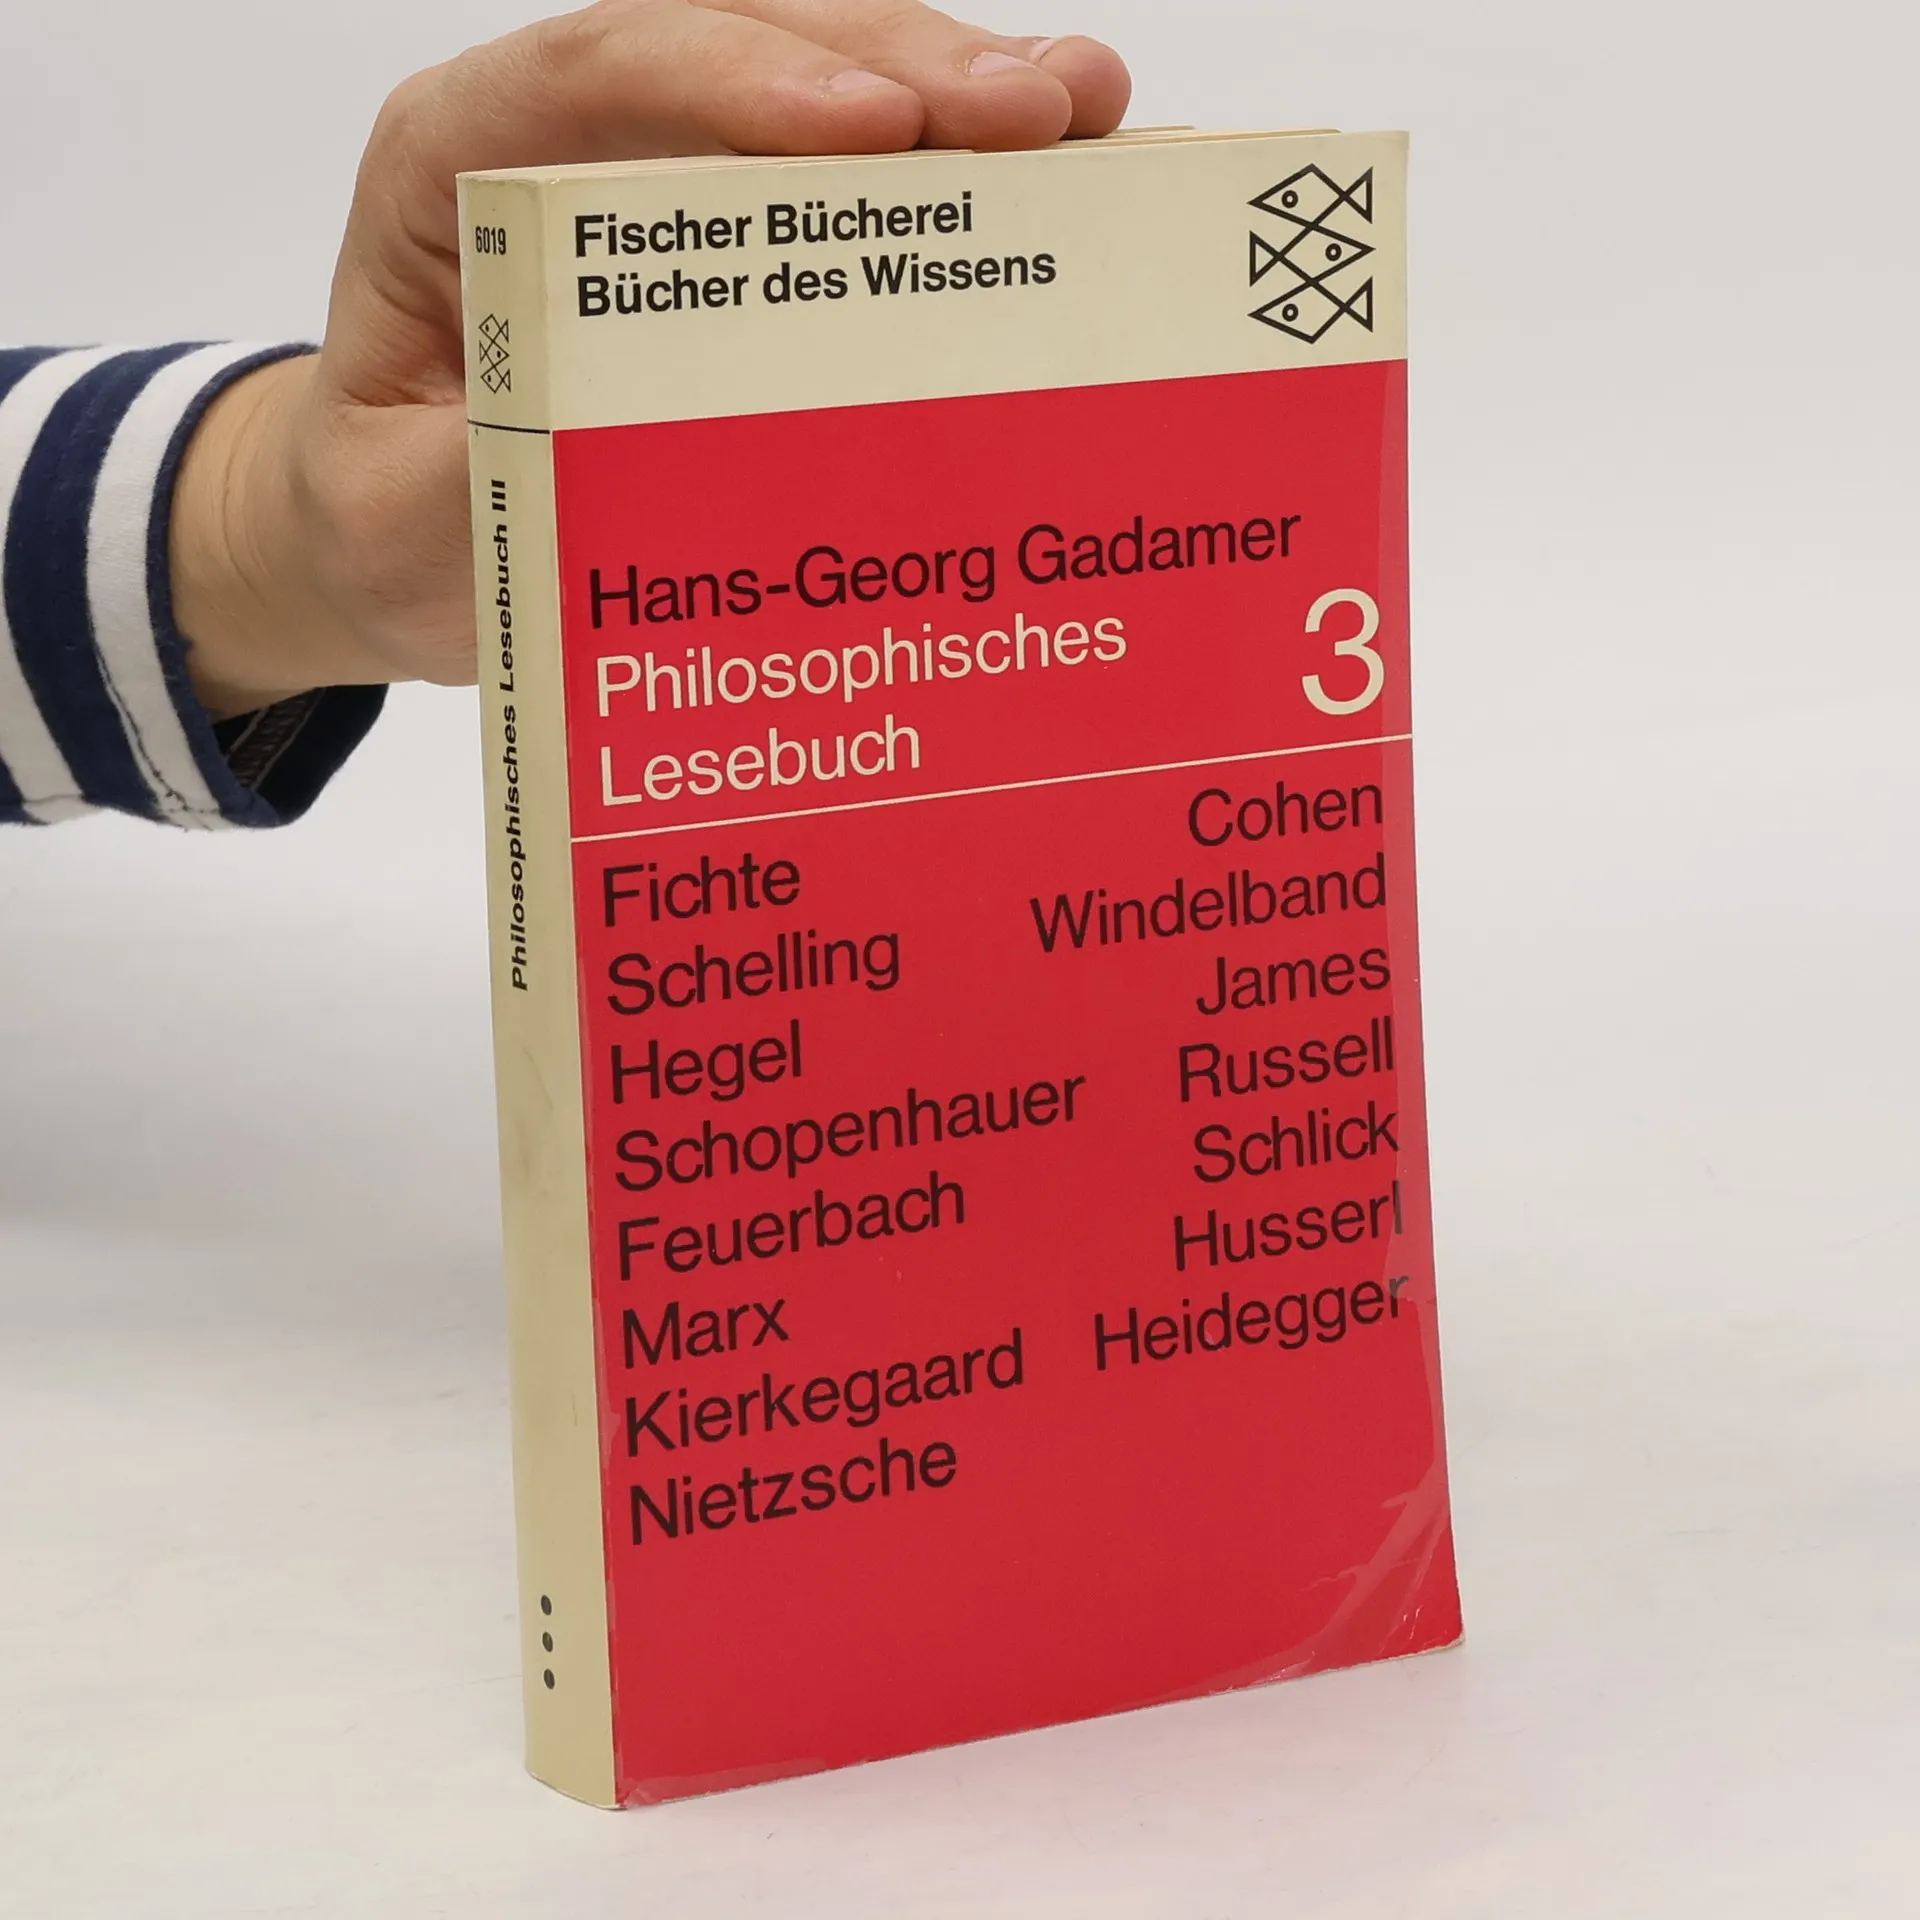 6019
Philosophisches Lesebuch III
Fischer Bücherei
Bücher des Wissens
Hans-Georg Gadamer
Philosophisches
Lesebuch
3
Fichte
Schelling
Hegel
Schopenhauer
Feuerbach
Marx
Kierkegaard
Nietzsche
Cohen
Windelband
James
Russell
Schlick
Husserl
Heidegger